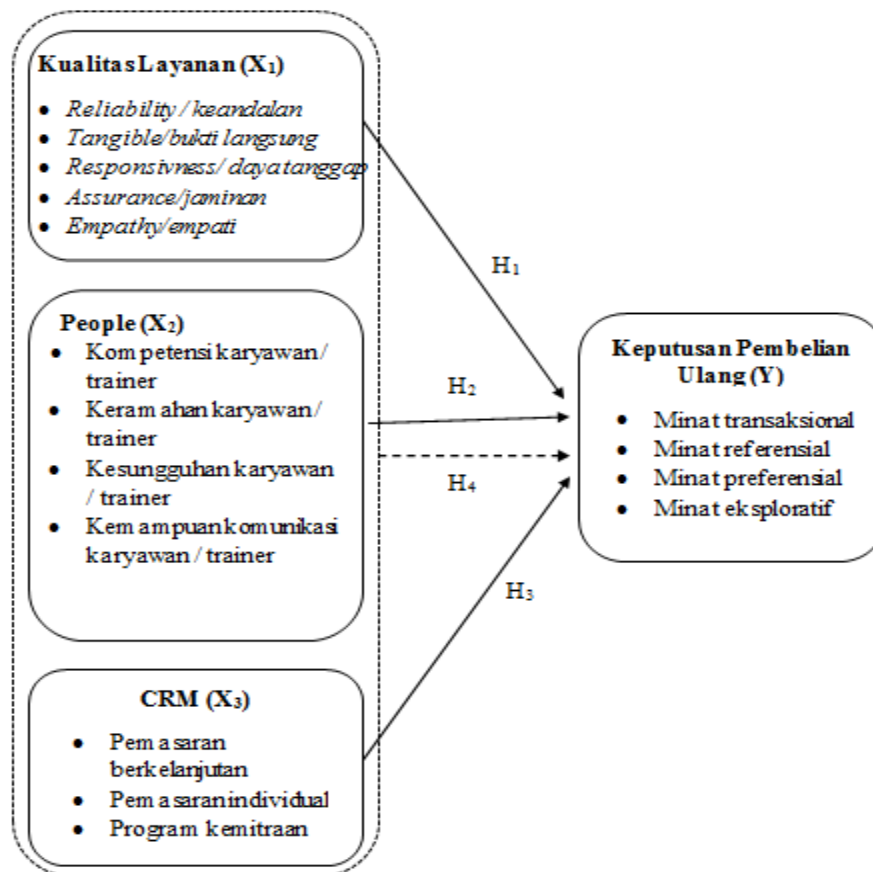 Kualitas Layanan (X₁)
• Reliability / keandalan
• Tangible/bukti langsung
• Responsivness/ daya tanggap
• Assurance/jaminan
• Empathy/empati
H₁
People (X₂)
• Kompetensi karyawan /
trainer
• Keramahan karyawan /
trainer
• Kesungguhan karyawan
/ trainer
• Kemampuan komunikasi
karyawan / trainer
H₂
H₄
Keputusan Pembelian
Ulang (Y)
• Minat transaksional
• Minat referensial
• Minat preferensial
• Minat eksploratif
H₃
CRM (X₃)
• Pemasaran
berkelanjutan
• Pemasaran individual
• Program kemitraan